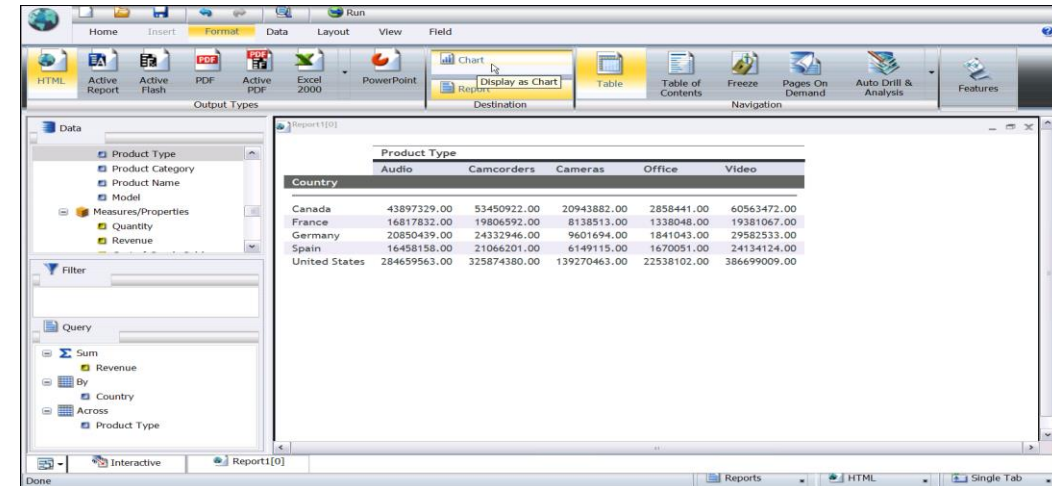 Run
Home Insert Format Data Layout View Field
HTML Active Report Active Flash PDF Active PDF Excel 2000 PowerPoint Chart Display as Chart Report Table Table of Contents Freeze Pages On Demand Auto Drill & Analysis Features
Output Types Destination Navigation
Data
Product Type
Product Category
Product Name
Model
Measures/Properties
Quantity
Revenue
Filter
Query
Sum
Revenue
By
Country
Across
Product Type
Report1[0]
Product Type
Audio Camcorders Cameras Office Video
Country
Canada 43897329.00 53450922.00 20943882.00 2858441.00 60563472.00
France 16817832.00 19806592.00 8138513.00 1338048.00 19381067.00
Germany 20850439.00 24332946.00 9601694.00 1841043.00 29582533.00
Spain 16458158.00 21066201.00 6149115.00 1670051.00 24134124.00
United States 284659563.00 325874380.00 139270463.00 22538102.00 386699009.00
Interactive Report1[0]
Done Reports HTML Single Tab